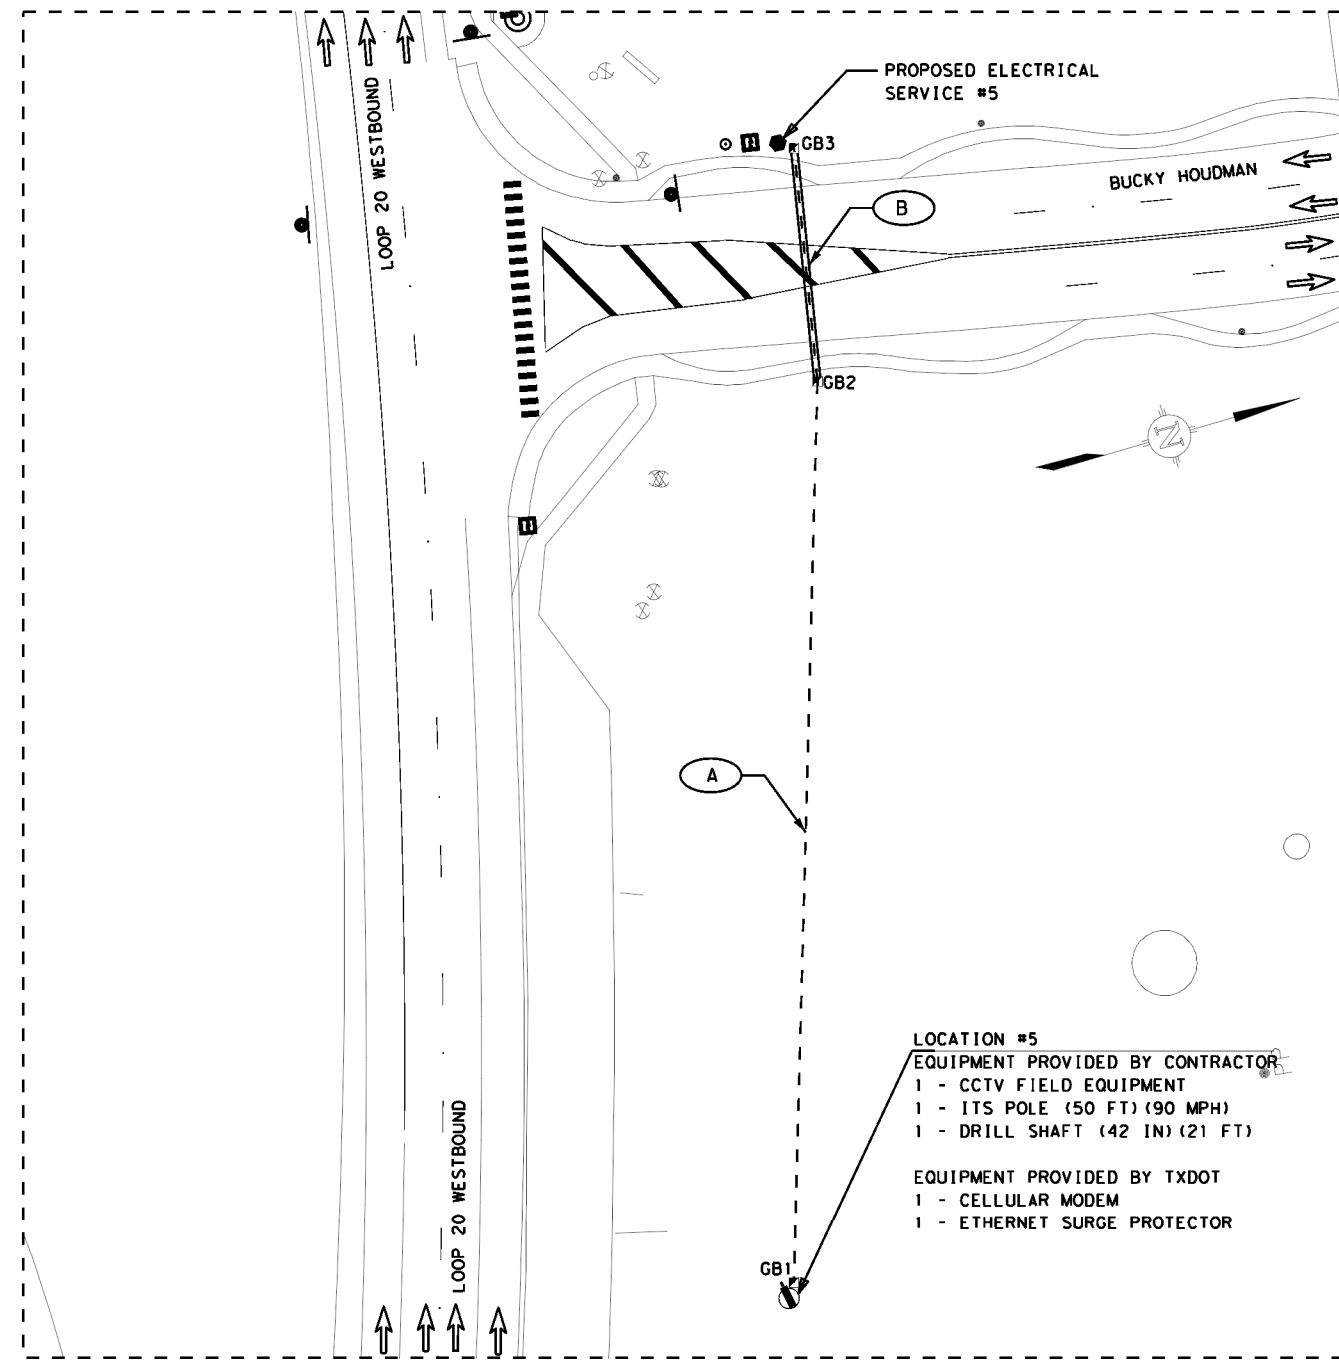 PROPOSED ELECTRICAL
SERVICE #5
GB3
LOOP 20 WESTBOUND
BUCKY HOUDMAN
B
GB2
N
A
LOCATION #5
EQUIPMENT PROVIDED BY CONTRACTOR
1 - CCTV FIELD EQUIPMENT
1 - ITS POLE (50 FT) (90 MPH)
1 - DRILL SHAFT (42 IN) (21 FT)
EQUIPMENT PROVIDED BY TXDOT
1 - CELLULAR MODEM
1 - ETHERNET SURGE PROTECTOR
LOOP 20 WESTBOUND
GB1